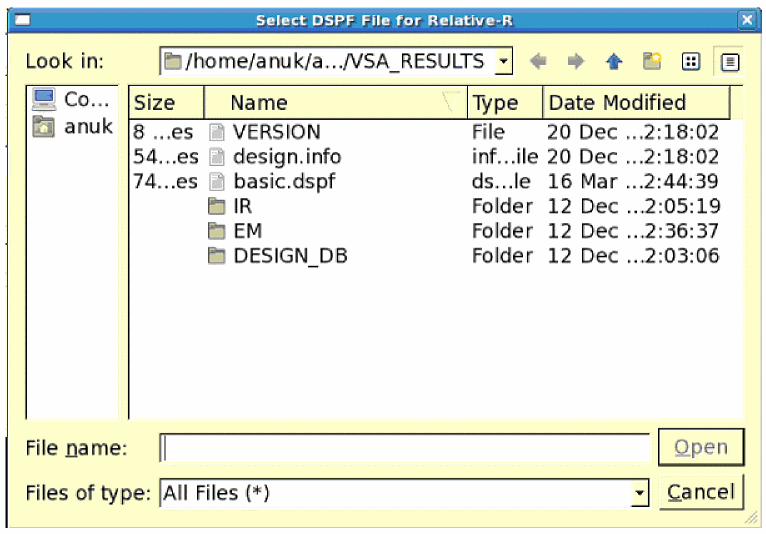 Select DSPF File for Relative-R
Look in: /home/anuk/a.../VSA_RESULTS
Co...
anuk
Size Name Type Date Modified
8 ...es VERSION File 20 Dec ...2:18:02
54...es design.info inf...ile 20 Dec ...2:18:02
74...es basic.dspf ds...le 16 Mar ...2:44:39
IR Folder 12 Dec ...2:05:19
EM Folder 12 Dec ...2:36:37
DESIGN_DB Folder 12 Dec ...2:03:06
File name: Open
Files of type: All Files (*) Cancel